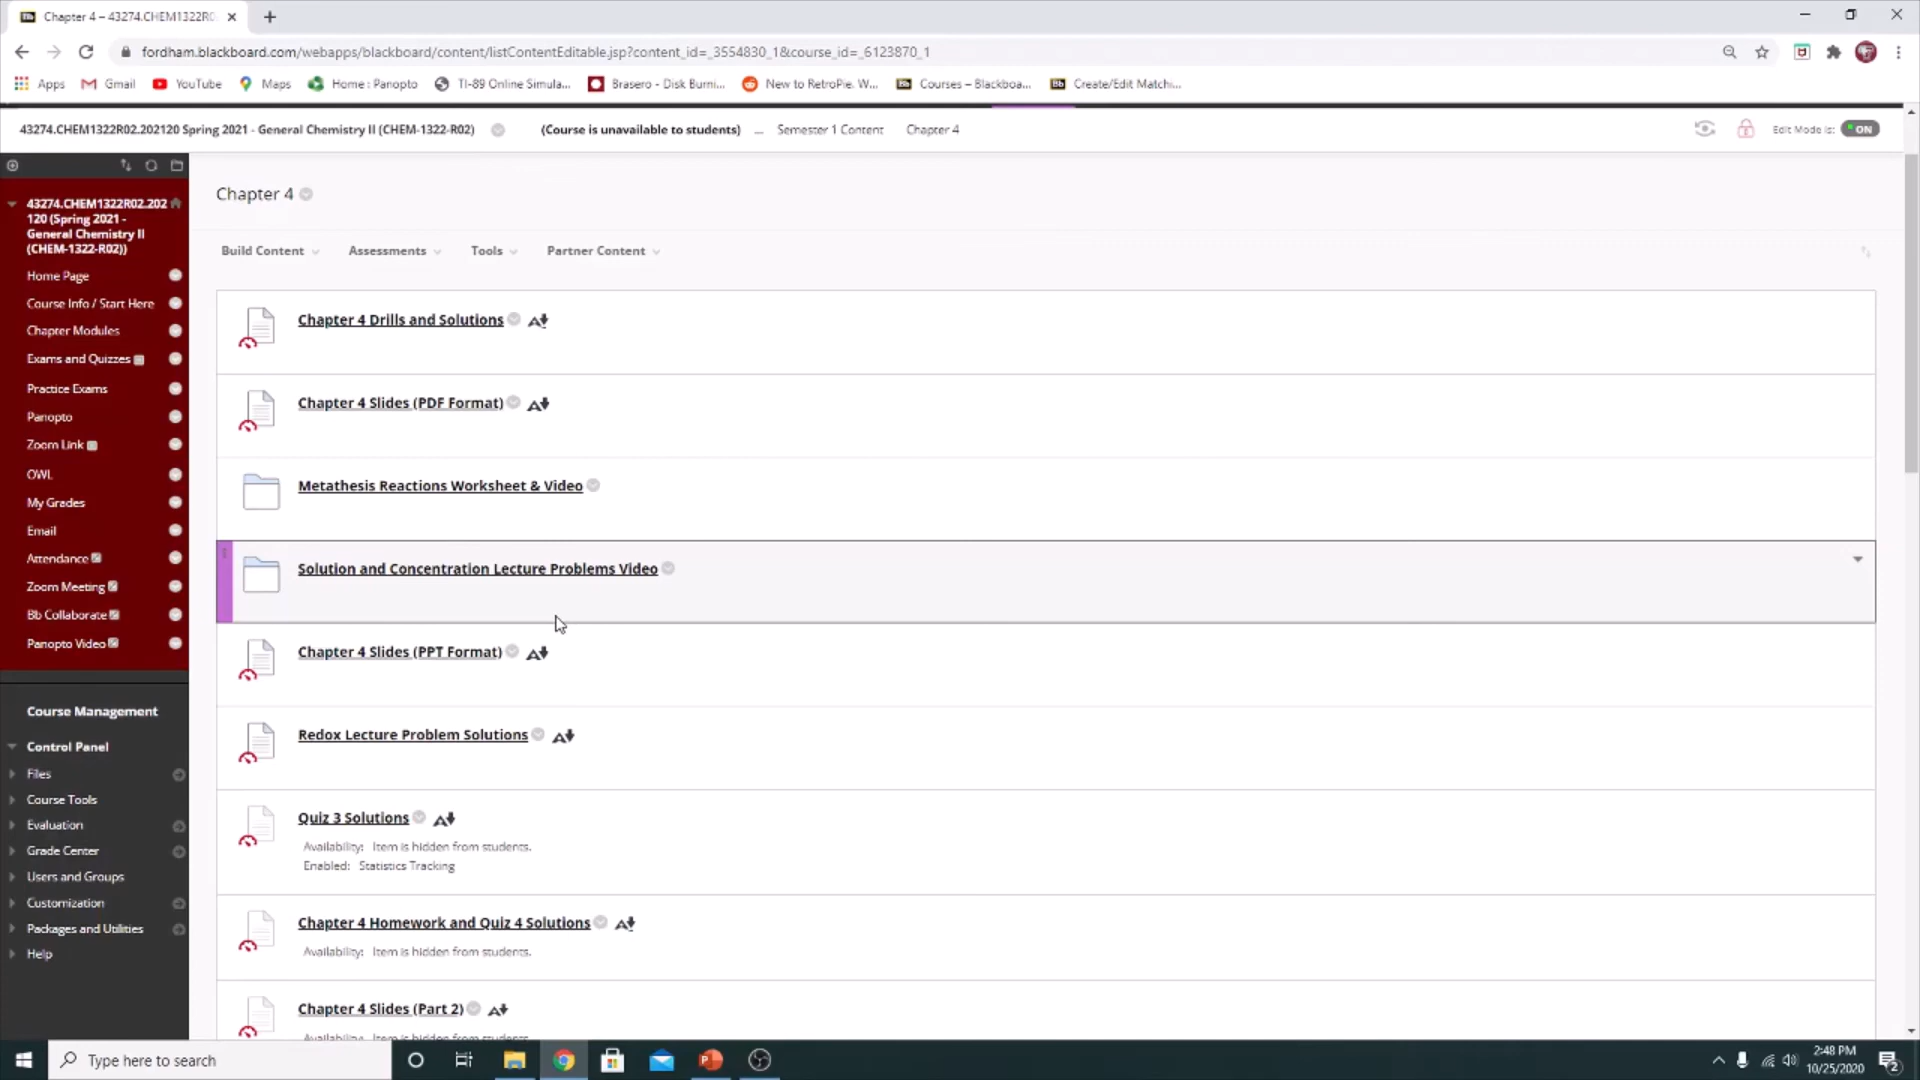 Chapter 4 – 43274.CHEM1322R0
fordham.blackboard.com/webapps/blackboard/content/listContentEditable.jsp?content_id=_3554830_1&course_id=_6123870_1
Apps Gmail YouTube Maps Home : Panopto TI-89 Online Simula... Brasero - Disk Burni... New to RetroPie. W... Courses – Blackboa... Create/Edit Matchi...
43274.CHEM1322R02.202120 Spring 2021 - General Chemistry II (CHEM-1322-R02) (Course is unavailable to students) ... Semester 1 Content Chapter 4 Edit Mode is: ON
43274.CHEM1322R02.202
120 (Spring 2021 -
General Chemistry II
(CHEM-1322-R02))
Home Page
Course Info / Start Here
Chapter Modules
Exams and Quizzes
Practice Exams
Panopto
Zoom Link
OWL
My Grades
Email
Attendance
Zoom Meeting
Bb Collaborate
Panopto Video
Course Management
Control Panel
Files
Course Tools
Evaluation
Grade Center
Users and Groups
Customization
Packages and Utilities
Help
Chapter 4
Build Content Assessments Tools Partner Content
Chapter 4 Drills and Solutions
Chapter 4 Slides (PDF Format)
Metathesis Reactions Worksheet & Video
Solution and Concentration Lecture Problems Video
Chapter 4 Slides (PPT Format)
Redox Lecture Problem Solutions
Quiz 3 Solutions
Availability: Item is hidden from students.
Enabled: Statistics Tracking
Chapter 4 Homework and Quiz 4 Solutions
Availability: Item is hidden from students.
Chapter 4 Slides (Part 2)
Availability: Item is hidden from students.
Type here to search
2:48 PM
10/25/2020
2